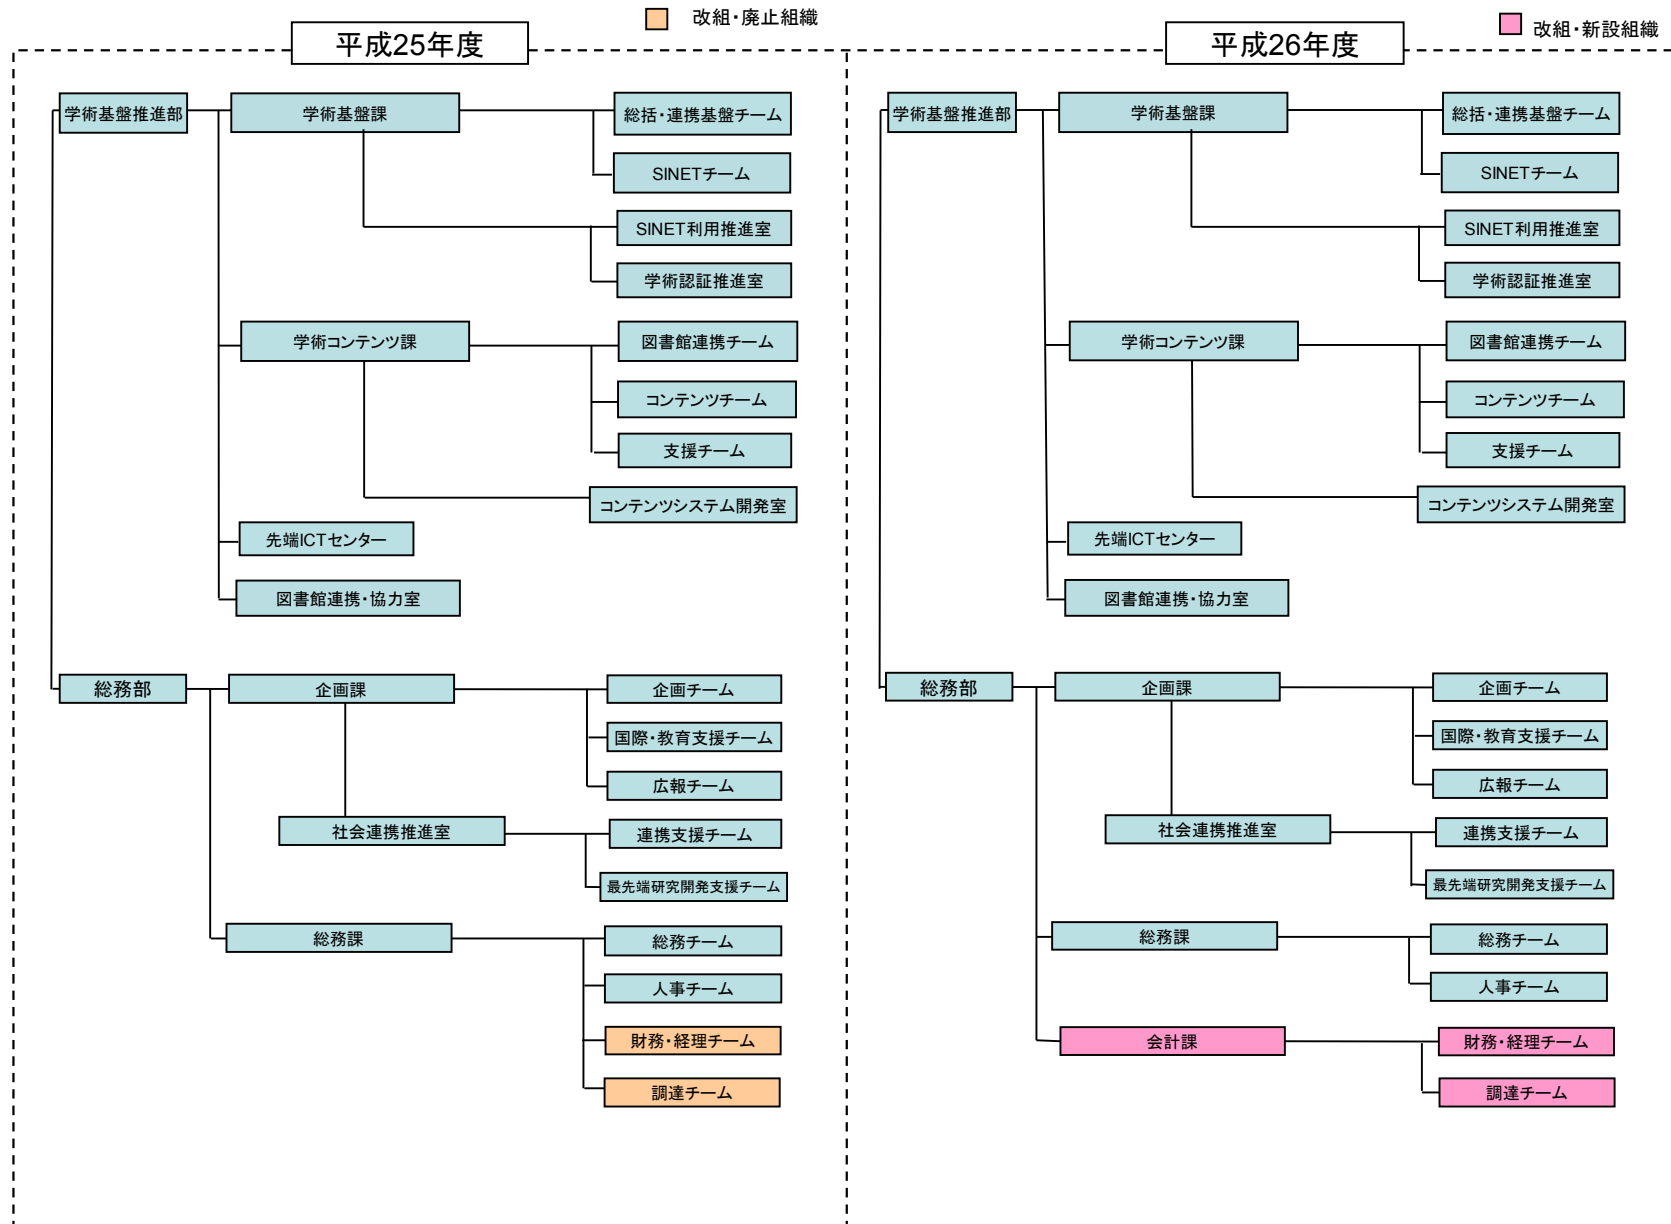 改組・廃止組織
平成25年度
学術基盤推進部
学術基盤課
総括・連携基盤チーム
SINETチーム
SINET利用推進室
学術認証推進室
学術コンテンツ課
図書館連携チーム
コンテンツチーム
支援チーム
コンテンツシステム開発室
先端ICTセンター
図書館連携・協力室
総務部
企画課
企画チーム
国際・教育支援チーム
広報チーム
社会連携推進室
連携支援チーム
最先端研究開発支援チーム
総務課
総務チーム
人事チーム
財務・経理チーム
調達チーム
改組・新設組織
平成26年度
学術基盤推進部
学術基盤課
総括・連携基盤チーム
SINETチーム
SINET利用推進室
学術認証推進室
学術コンテンツ課
図書館連携チーム
コンテンツチーム
支援チーム
コンテンツシステム開発室
先端ICTセンター
図書館連携・協力室
総務部
企画課
企画チーム
国際・教育支援チーム
広報チーム
社会連携推進室
連携支援チーム
最先端研究開発支援チーム
総務課
総務チーム
人事チーム
会計課
財務・経理チーム
調達チーム